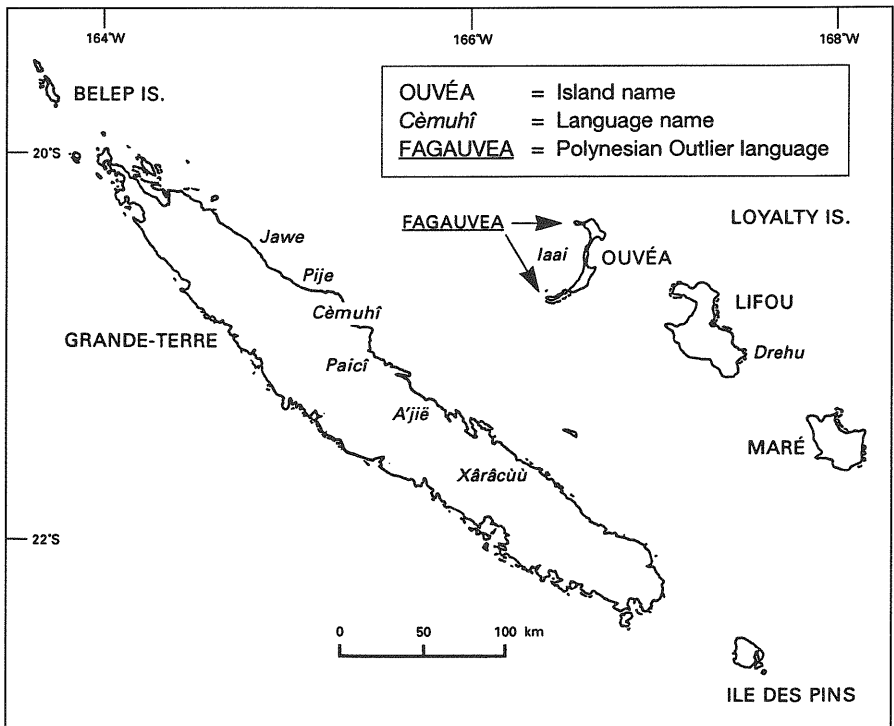 164°W
166°W
168°W
BELEP IS.
OUVÉA = Island name
Cèmuhî = Language name
FAGAUVEA = Polynesian Outlier language
20°S
FAGAUVEA
LOYALTY IS.
Jawe
Iaai
OUVÉA
Pije
LIFOU
Cèmuhî
GRANDE-TERRE
Drehu
Paicî
A'jië
MARÉ
Xârâcùù
22°S
0 50 100 km
ILE DES PINS